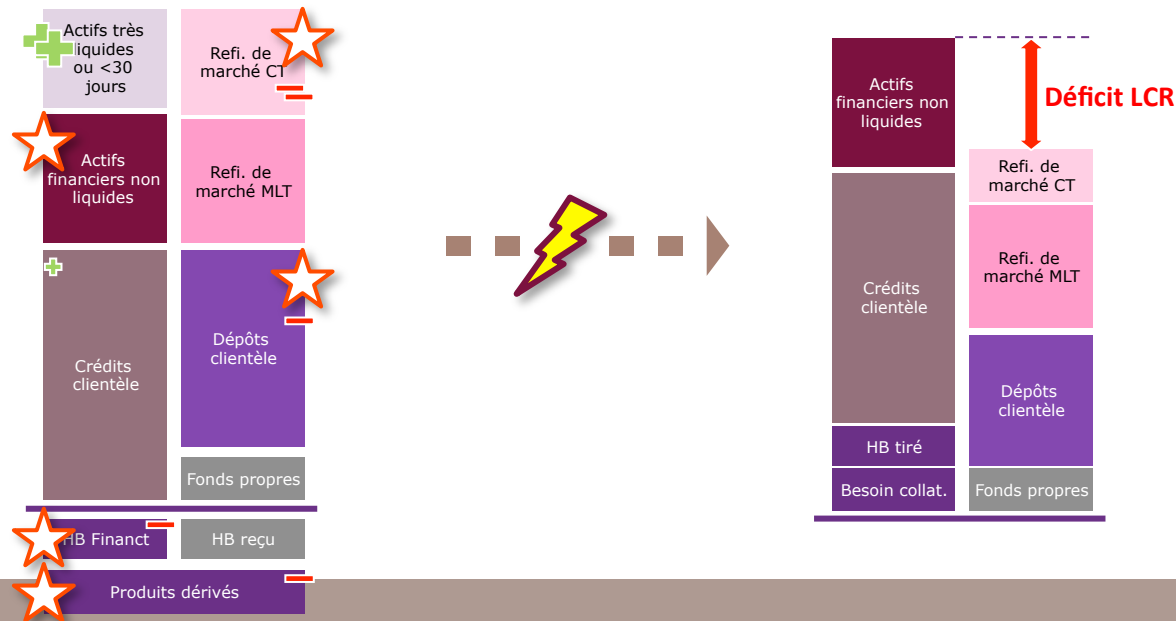 Actifs très
liquides
ou <30
jours
Refi. de
marché CT
Actifs
financiers non
liquides
Refi. de
marché MLT
Crédits
clientèle
Dépôts
clientèle
Fonds propres
HB Financt
HB reçu
Produits dérivés
Actifs
financiers non
liquides
Déficit LCR
Refi. de
marché CT
Crédits
clientèle
Refi. de
marché MLT
HB tiré
Dépôts
clientèle
Besoin collat.
Fonds propres